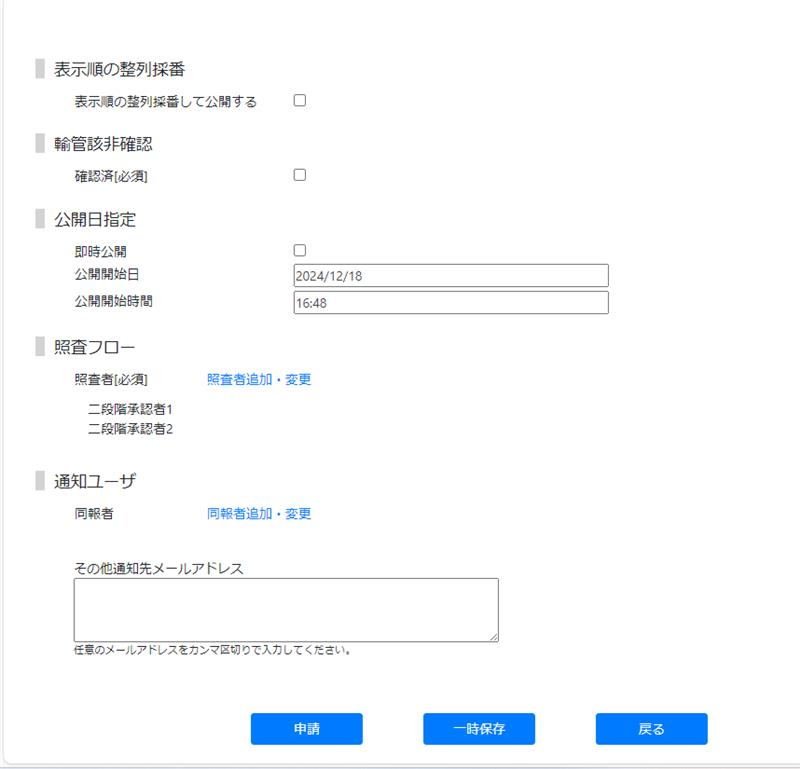 表示順の整列採番
表示順の整列採番して公開する
輸管該非確認
確認済[必須]
公開日指定
即時公開
公開開始日
2024/12/18
公開開始時間
16:48
照査フロー
照査者[必須] 照査者追加・変更
二段階承認者1
二段階承認者2
通知ユーザ
同報者 同報者追加・変更
その他通知先メールアドレス
任意のメールアドレスをカンマ区切りで入力してください。
申請 一時保存 戻る